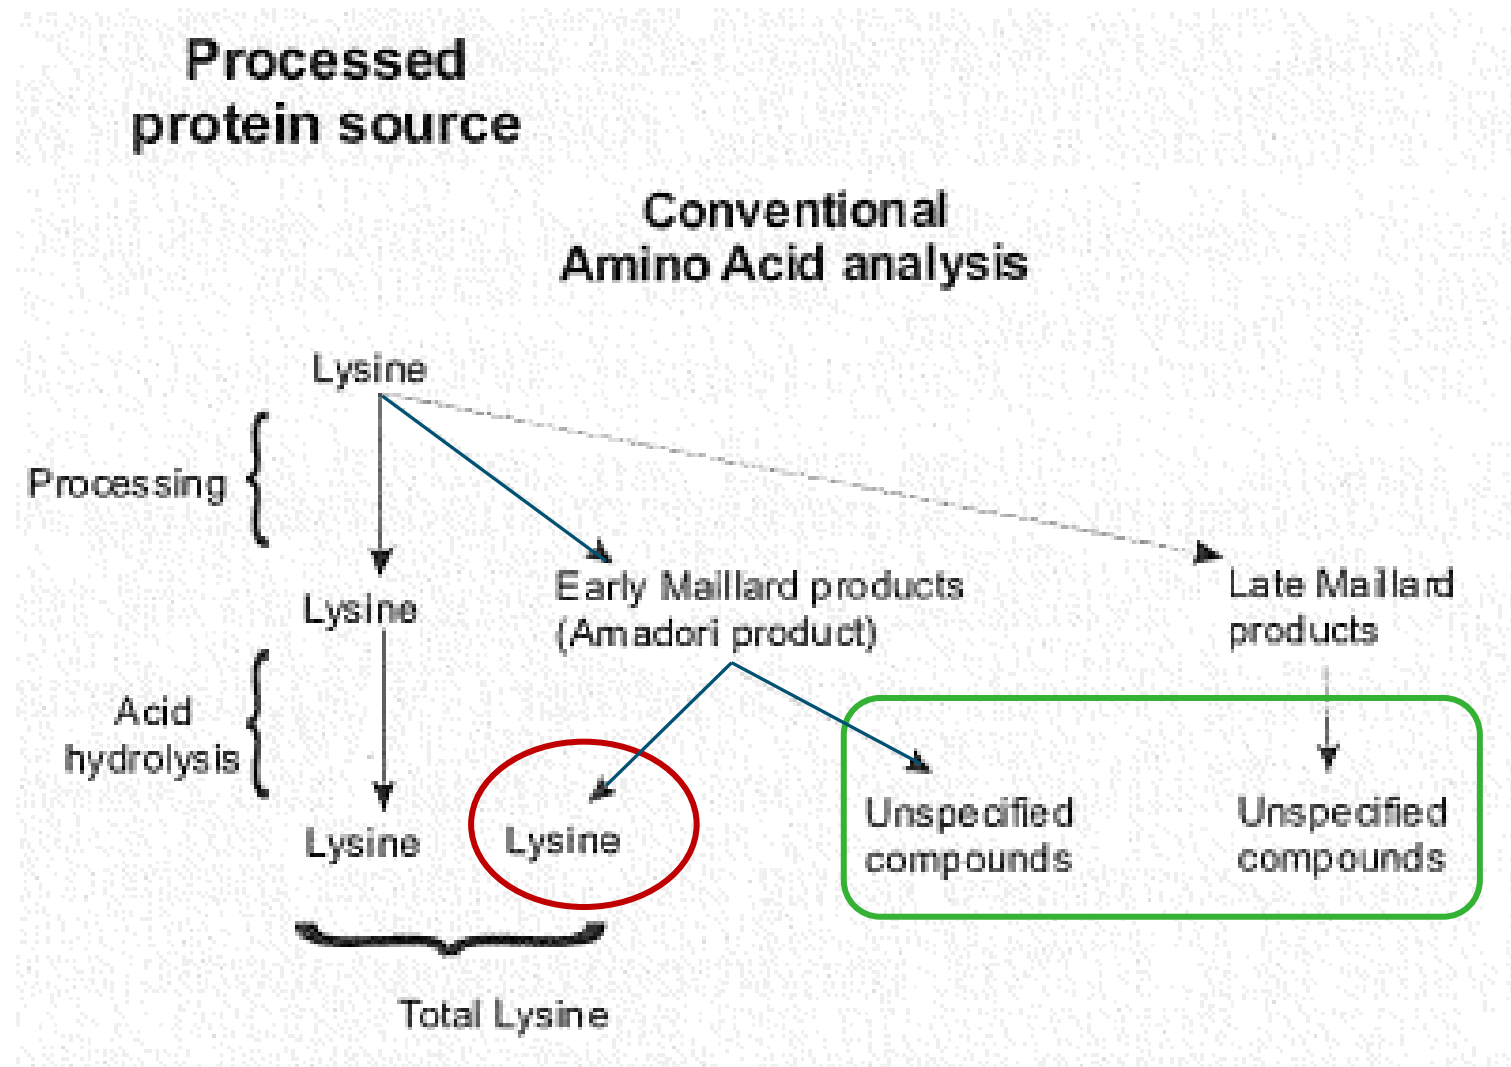 Processed
protein source
Conventional
Amino Acid analysis
Lysine
Processing
Lysine
Early Maillard products
(Amadori product)
Late Maillard
products
Acid
hydrolysis
Lysine
Lysine
Unspecified
compounds
Unspecified
compounds
Total Lysine